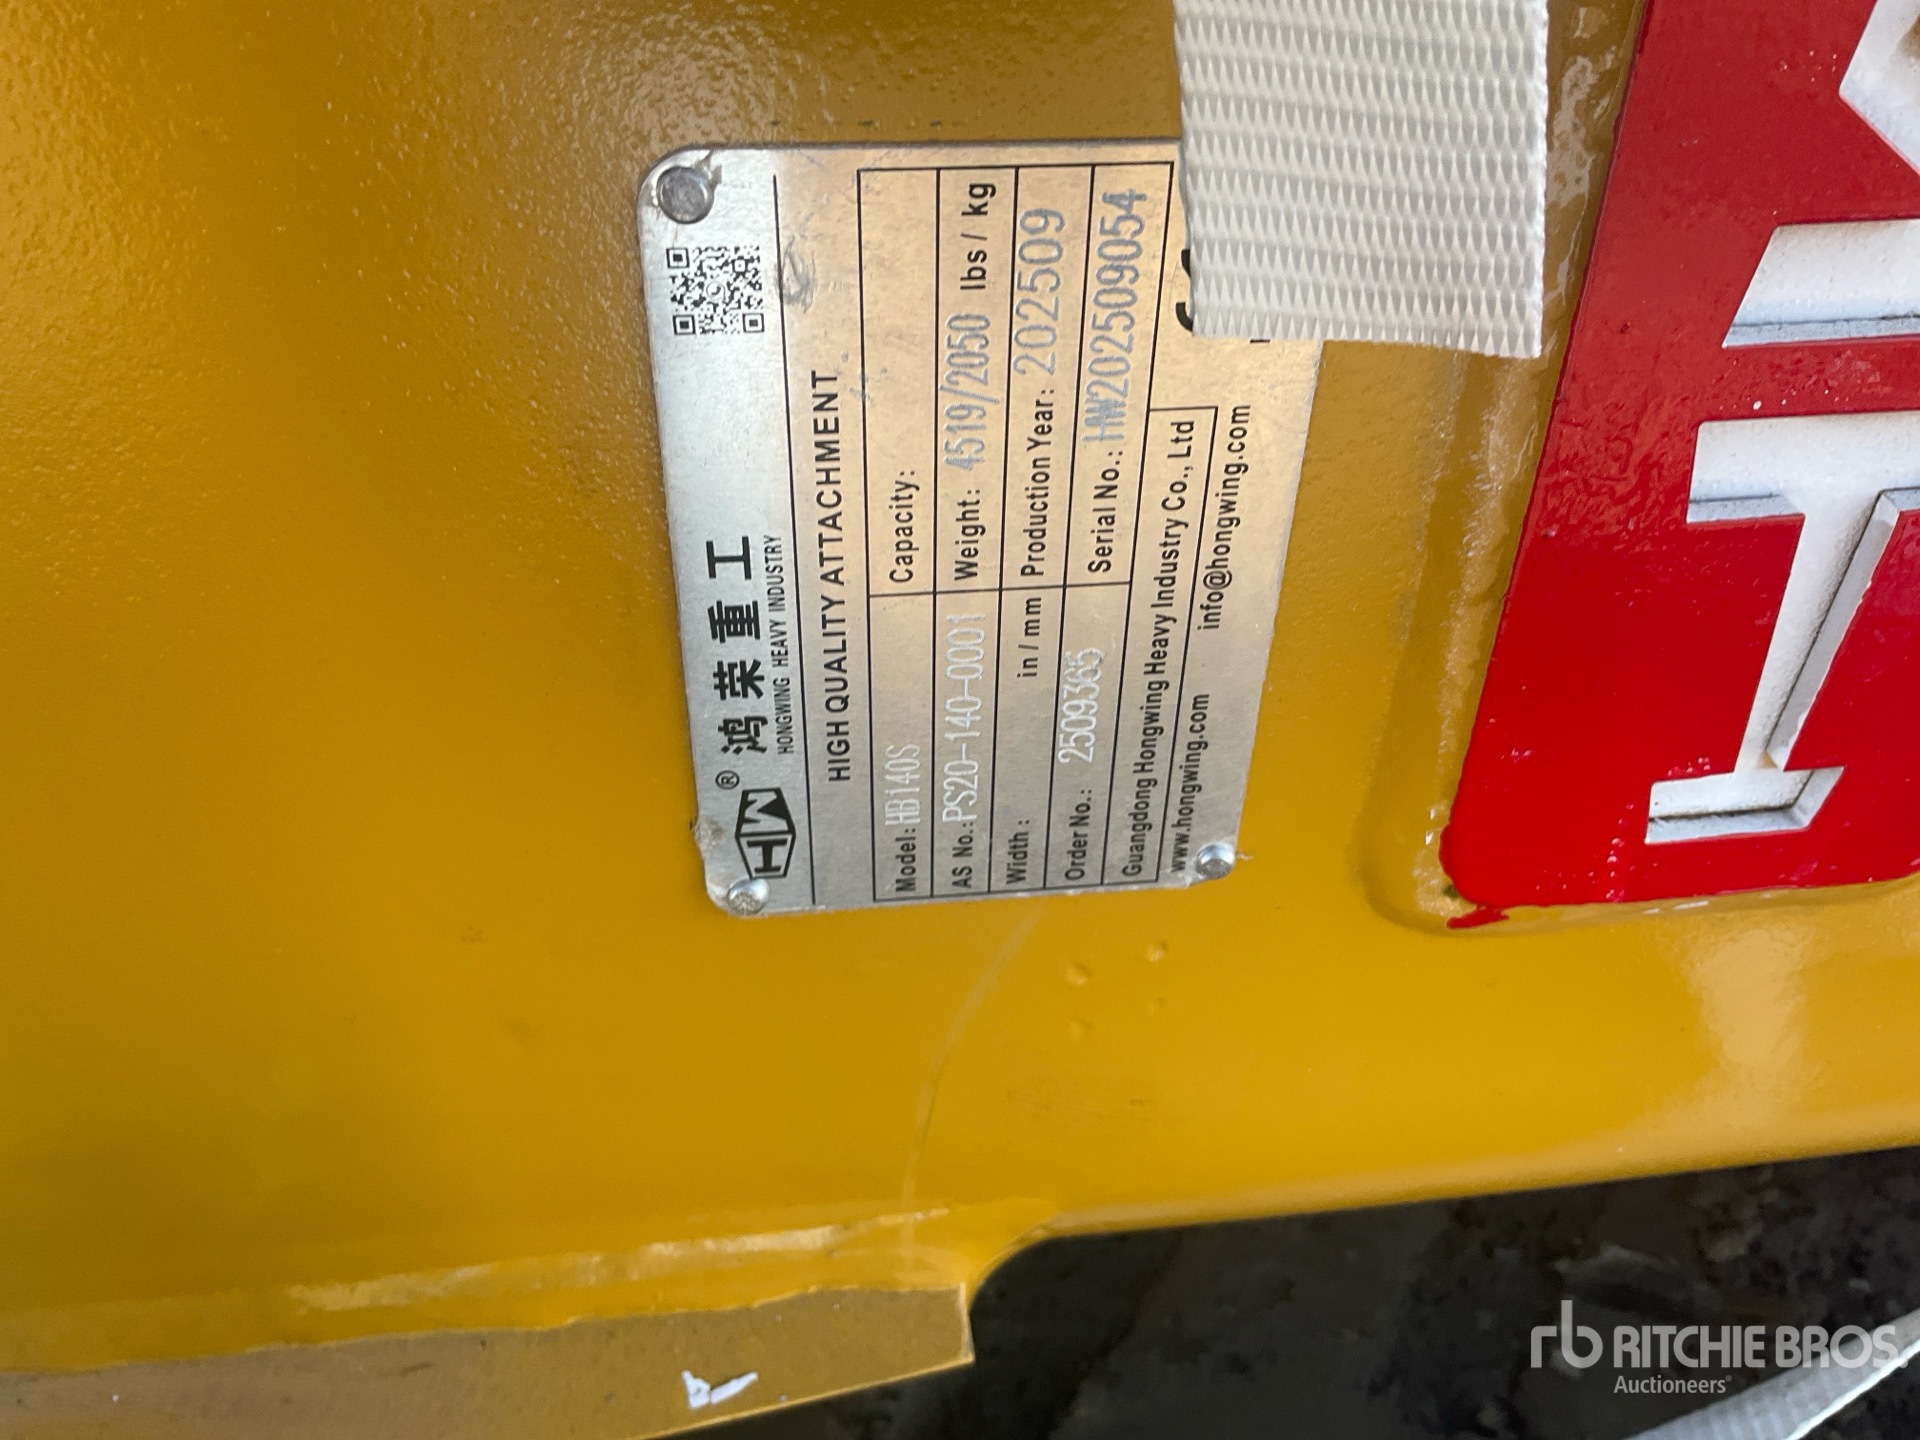 HW® 鸿荣重工
HONGWING HEAVY INDUSTRY
HIGH QUALITY ATTACHMENT
Model: HB140S Capacity:
AS No.: PS20-140-0001 Weight: 4519/2050 lbs / kg
Width : in / mm Production Year: 202509
Order No.: 2509365 Serial No.: HW202509054
Guangdong Hongwing Heavy Industry Co., Ltd
www.hongwing.com info@hongwing.com
rb RITCHIE BROS.
Auctioneers